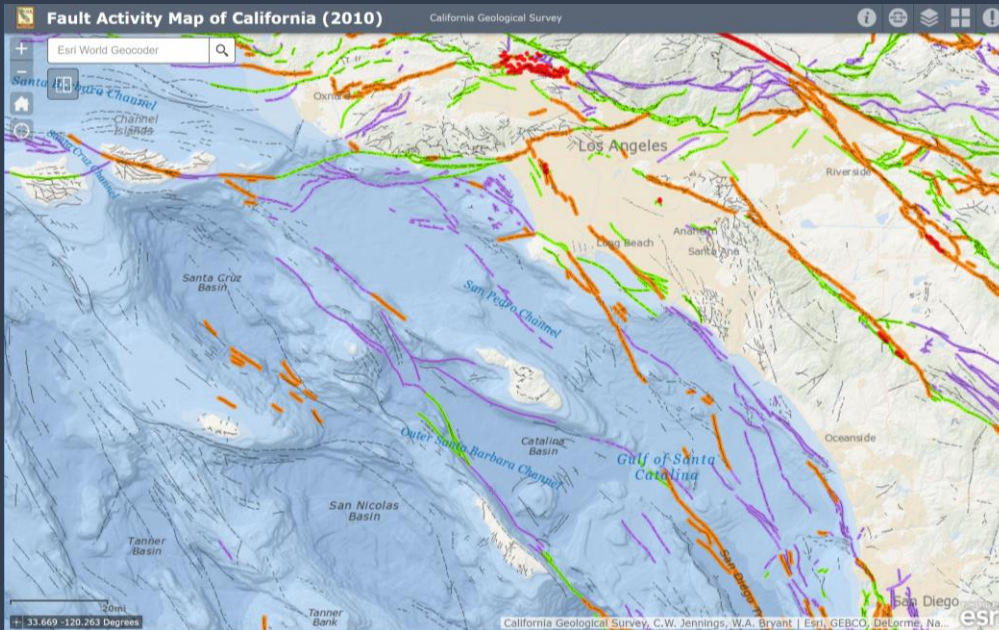 Fault Activity Map of California (2010)
California Geological Survey
Esri World Geocoder
Santa Barbara Channel
Channel
Islands
Santa Cruz Channel
Los Angeles
Riverside
Long Beach
Santa Ana
Santa Cruz
Basin
San Pedro Channel
Oceanside
Outer Santa Barbara Channel
Catalina
Basin
Gulf of Santa
Catalina
San Nicolas
Basin
Tanner
Basin
San Diego
Tanner
Bank
20mi
33.669 -120.263 Degrees
San Diego
California Geological Survey, C.W. Jennings, W.A. Bryant | Esri, GEBCO, DeLorme, Na...
esri